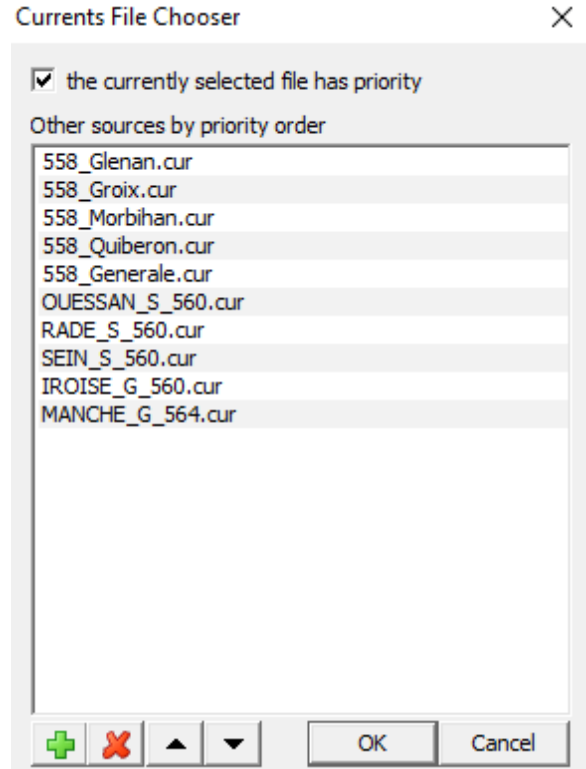 Currents File Chooser
the currently selected file has priority
Other sources by priority order
558_Glenan.cur
558_Groix.cur
558_Morbihan.cur
558_Quiberon.cur
558_Generale.cur
OUESSAN_S_560.cur
RADE_S_560.cur
SEIN_S_560.cur
IROISE_G_560.cur
MANCHE_G_564.cur
OK Cancel